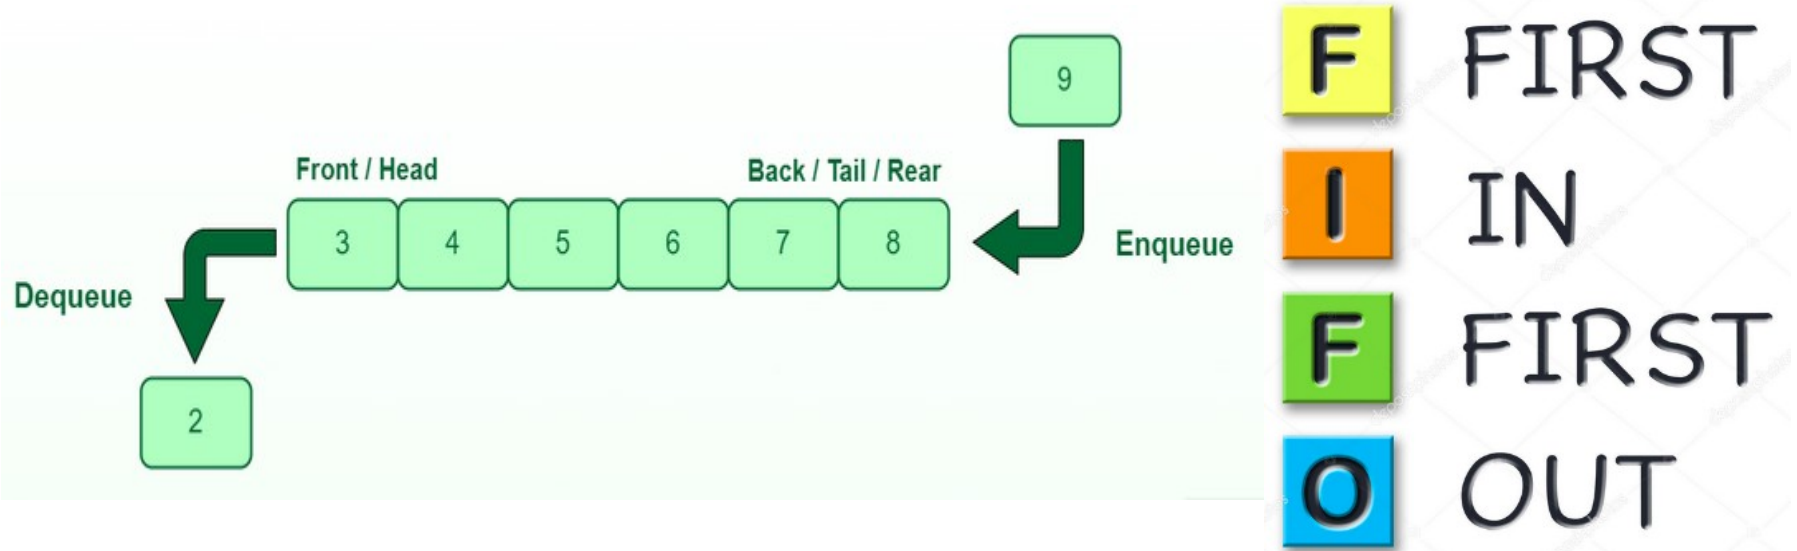 9
Front / Head
Back / Tail / Rear
3 4 5 6 7 8
Enqueue
Dequeue
2
F FIRST
I IN
F FIRST
O OUT